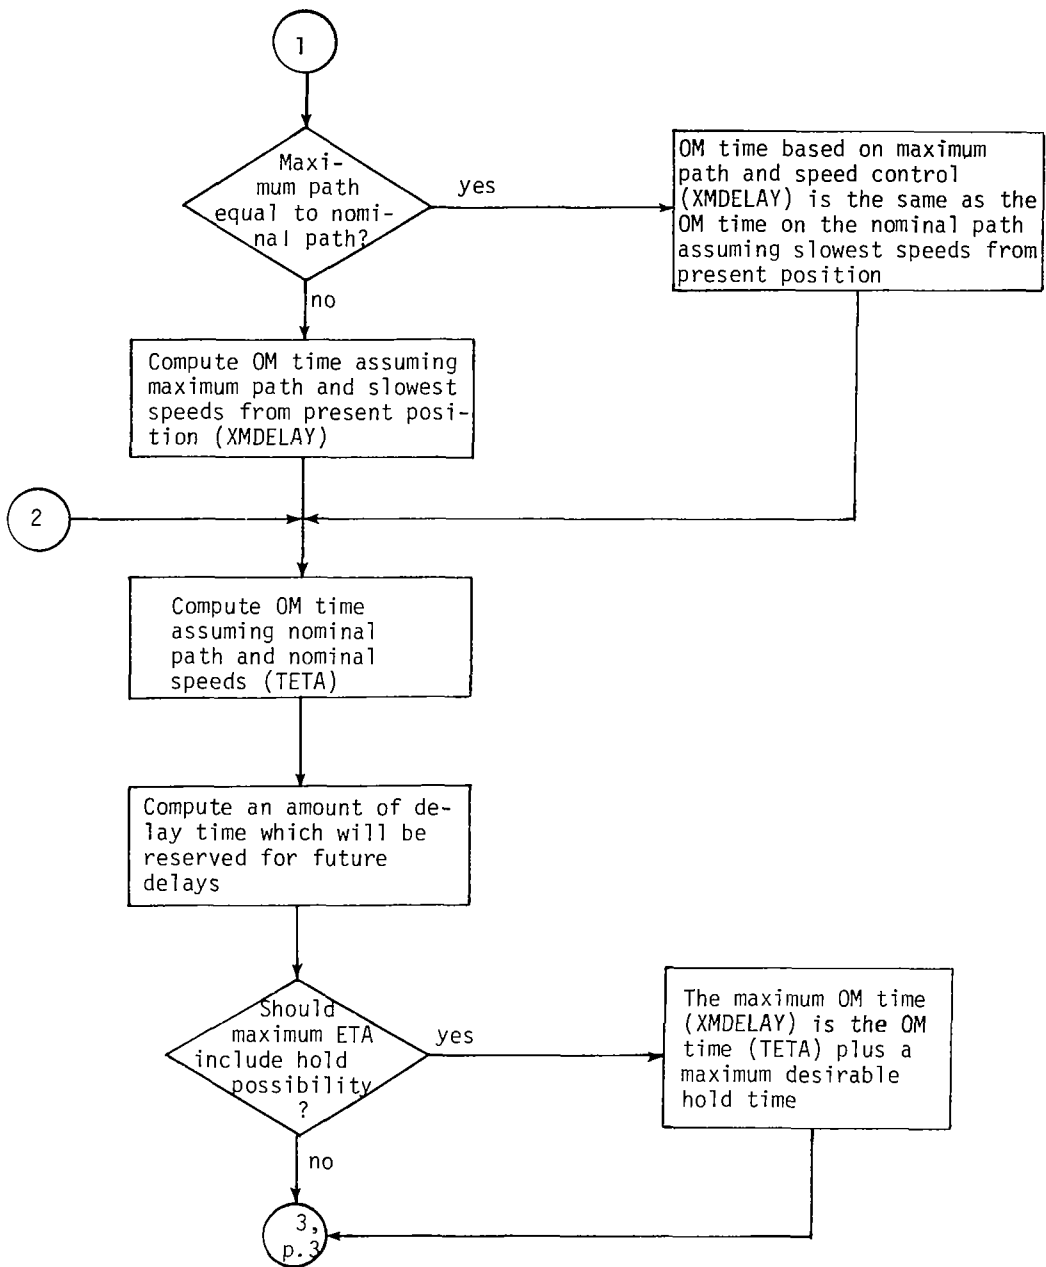 1
Maxi-
mum path
equal to nomi-
nal path?
yes
OM time based on maximum
path and speed control
(XMDELAY) is the same as the
OM time on the nominal path
assuming slowest speeds from
present position
no
Compute OM time assuming
maximum path and slowest
speeds from present posi-
tion (XMDELAY)
2
Compute OM time
assuming nominal
path and nominal
speeds (TETA)
Compute an amount of de-
lay time which will be
reserved for future
delays
Should
maximum ETA
include hold
possibility
?
yes
The maximum OM time
(XMDELAY) is the OM
time (TETA) plus a
maximum desirable
hold time
no
3,
p.3